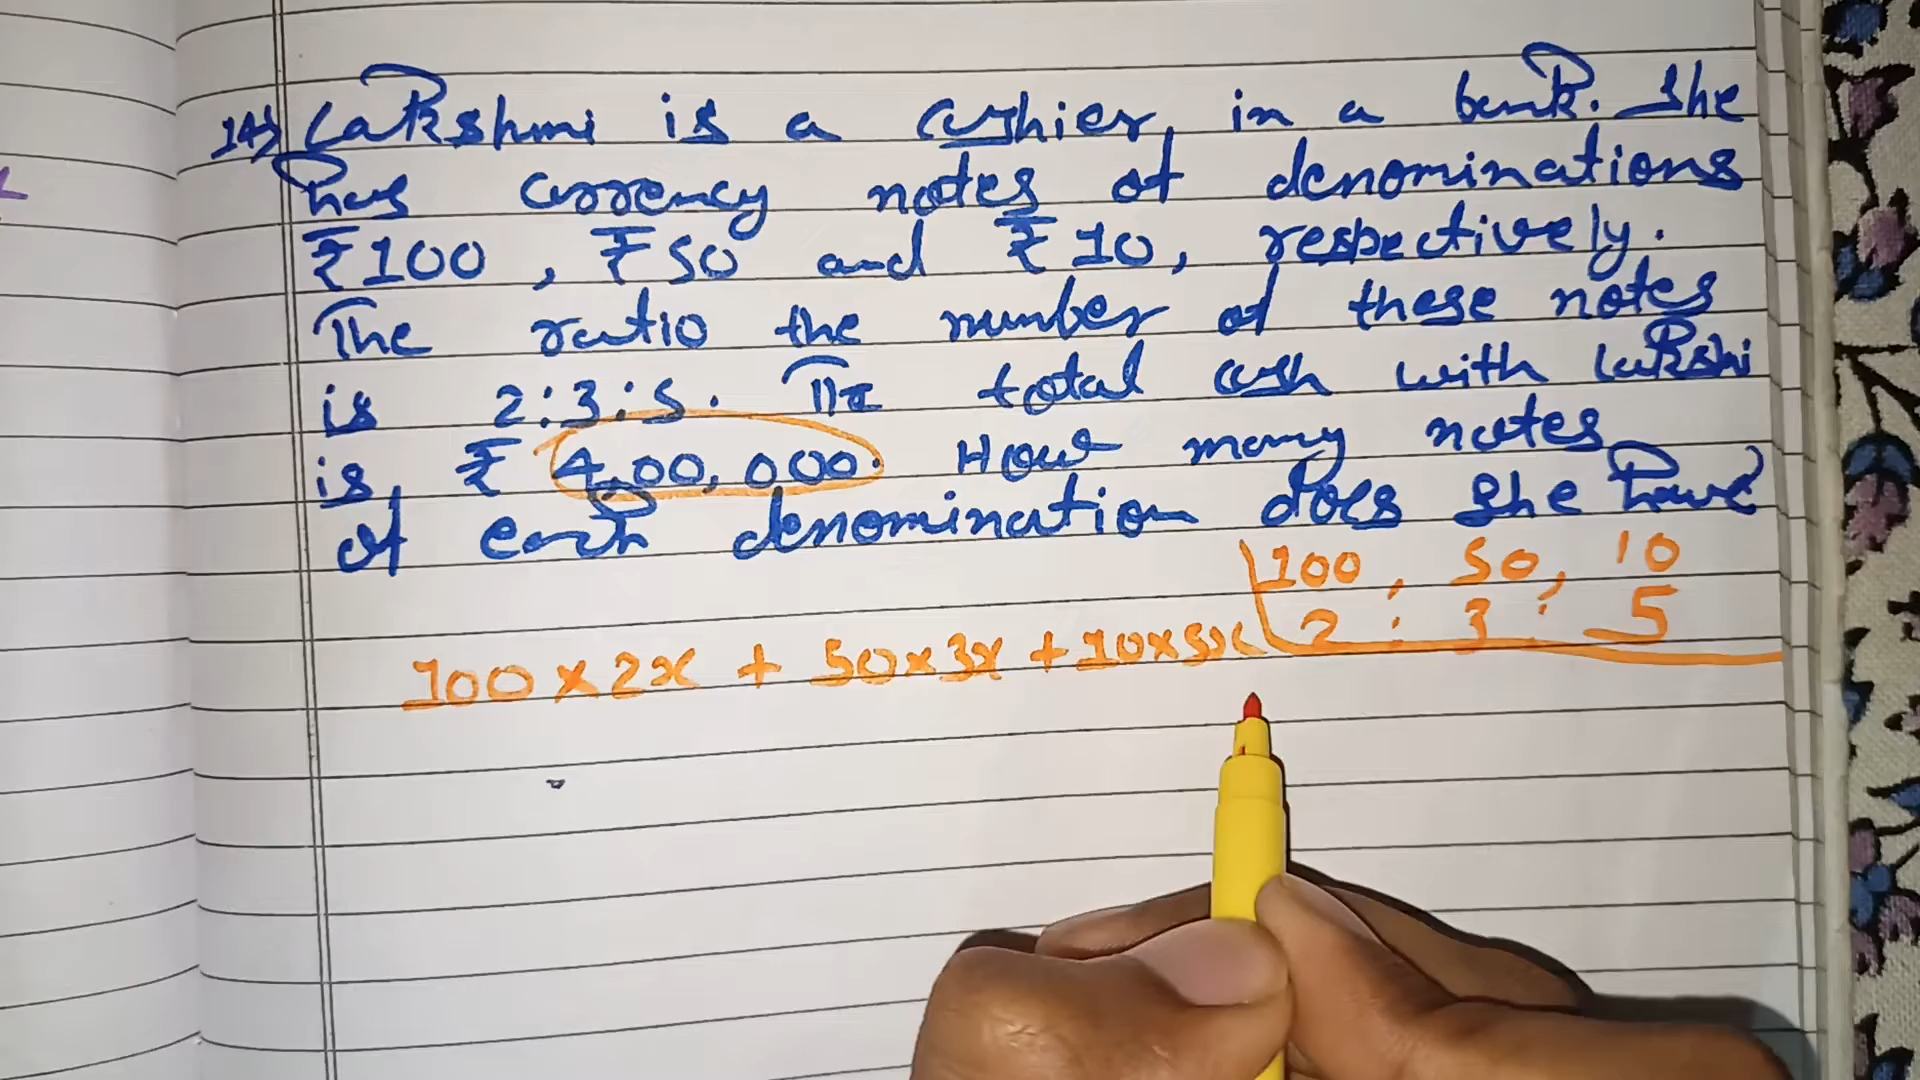 14) Lakshmi is a cashier, in a bank. She
has currency notes of denominations
₹100, ₹50 and ₹10, respectively.
The ratio the number of these notes
is 2:3:5. The total cash with Lakshi
is, ₹ 4,00,000. How many notes
of each denomination does she have
100, 50, 10
2 : 3 : 5
100 × 2x + 50 × 3x + 10 × 5x